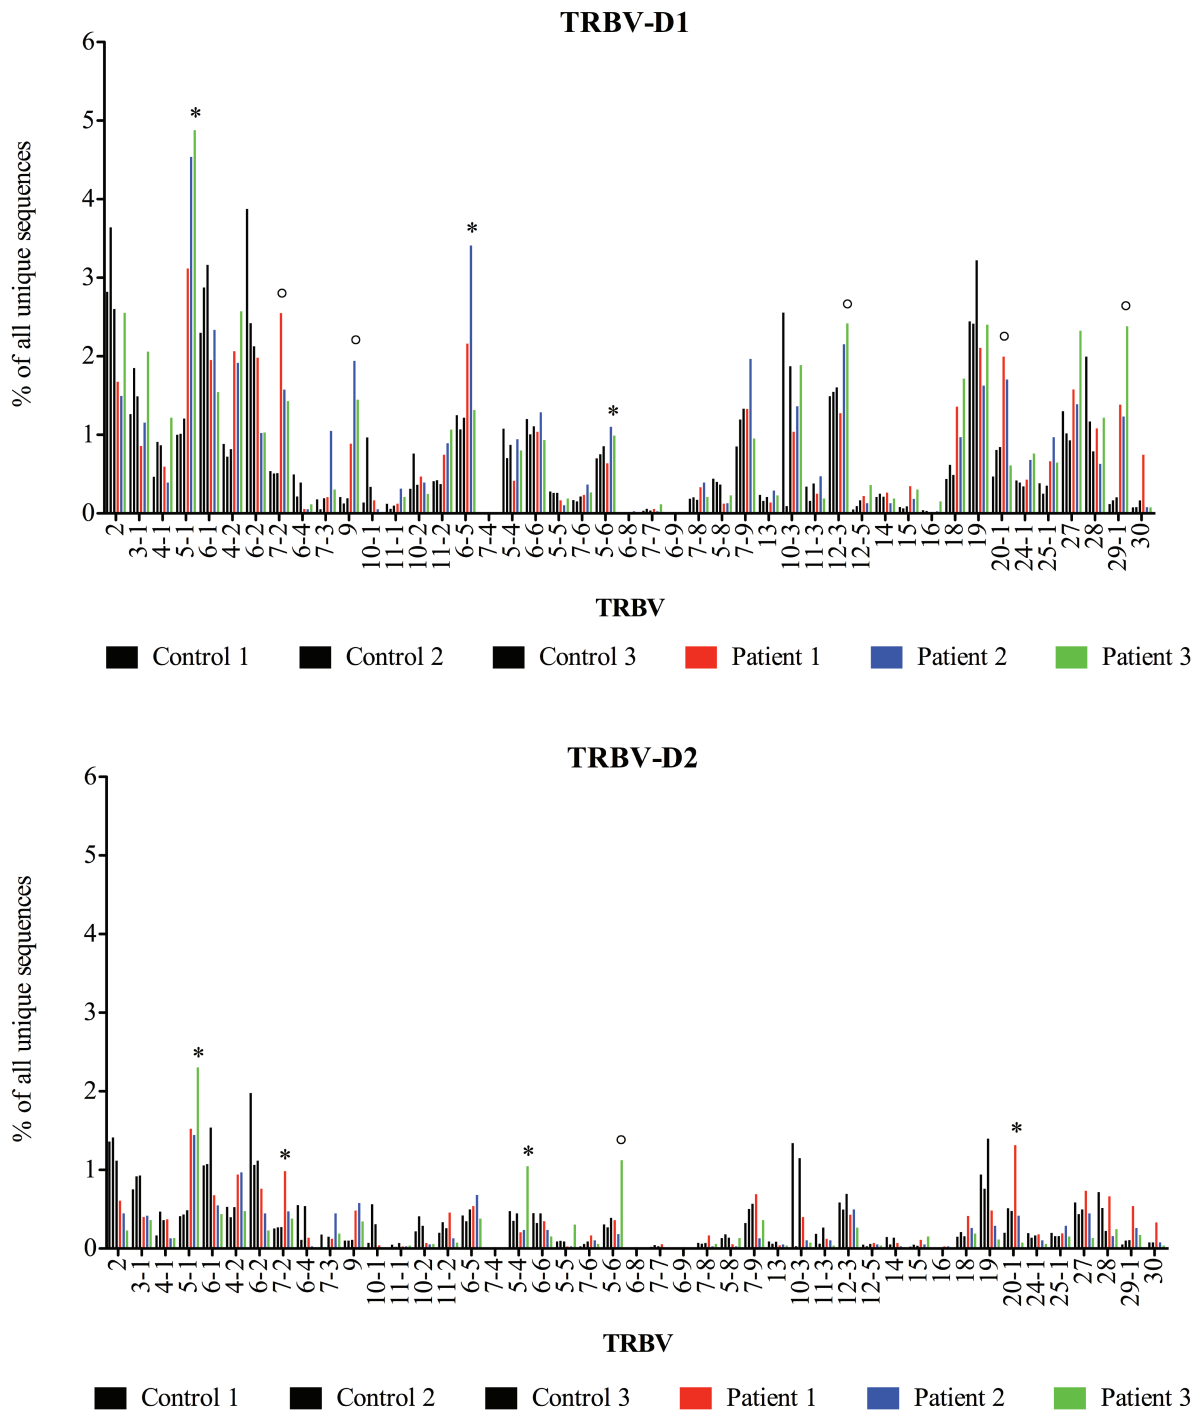 TRBV-D1
% of all unique sequences
6
5
4
3
2
1
0
* * * ○ ○ ○ ○ ○
2 3-1 4-1 5-1 6-1 4-2 6-2 7-2 6-4 7-3 9 10-1 11-1 10-2 11-2 6-5 7-4 5-4 6-6 5-5 7-6 5-6 6-8 7-7 6-9 7-8 5-8 7-9 13 10-3 11-3 12-3 12-5 14 15 16 18 19 20-1 24-1 25-1 27 28 29-1 30
TRBV
Control 1 Control 2 Control 3 Patient 1 Patient 2 Patient 3
TRBV-D2
% of all unique sequences
6
5
4
3
2
1
0
* * * ○ *
2 3-1 4-1 5-1 6-1 4-2 6-2 7-2 6-4 7-3 9 10-1 11-1 10-2 11-2 6-5 7-4 5-4 6-6 5-5 7-6 5-6 6-8 7-7 6-9 7-8 5-8 7-9 13 10-3 11-3 12-3 12-5 14 15 16 18 19 20-1 24-1 25-1 27 28 29-1 30
TRBV
Control 1 Control 2 Control 3 Patient 1 Patient 2 Patient 3